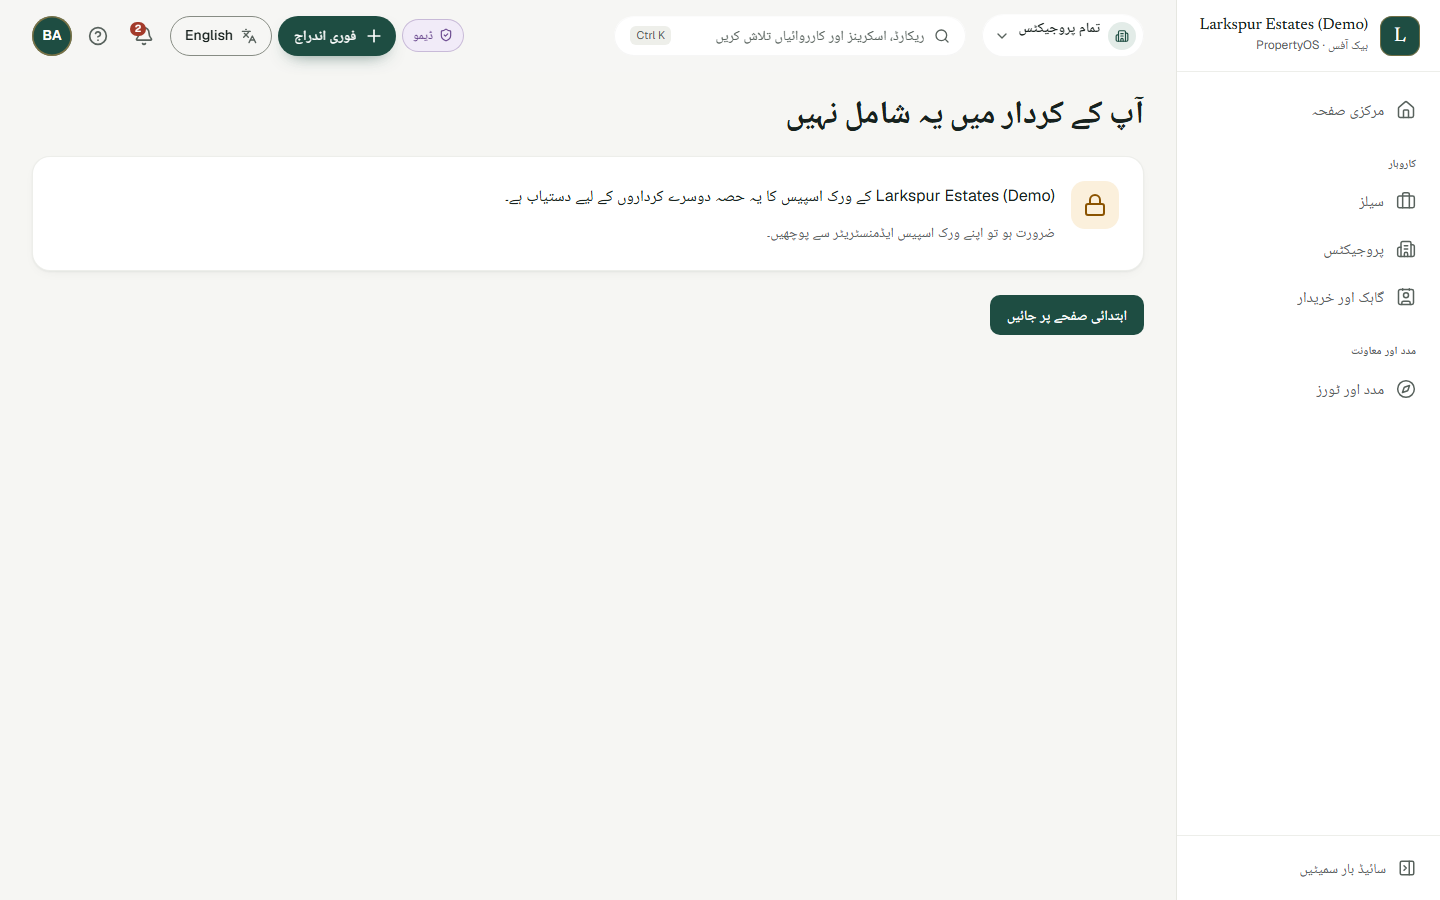 Larkspur Estates (Demo)
بیک آفس · PropertyOS
L
مرکزی صفحہ
کاروبار
سیلز
پروجیکٹس
گاہک اور خریدار
مدد اور معاونت
مدد اور ٹورز
سائیڈ بار سمیٹیں
تمام پروجیکٹس
ریکارڈ، اسکرینز اور کارروائیاں تلاش کریں
Ctrl K
ڈیمو
فوری اندراج
English
2
BA
آپ کے کردار میں یہ شامل نہیں
Larkspur Estates (Demo) کے ورک اسپیس کا یہ حصہ دوسرے کرداروں کے لیے دستیاب ہے۔
ضرورت ہو تو اپنے ورک اسپیس ایڈمنسٹریٹر سے پوچھیں۔
ابتدائی صفحے پر جائیں